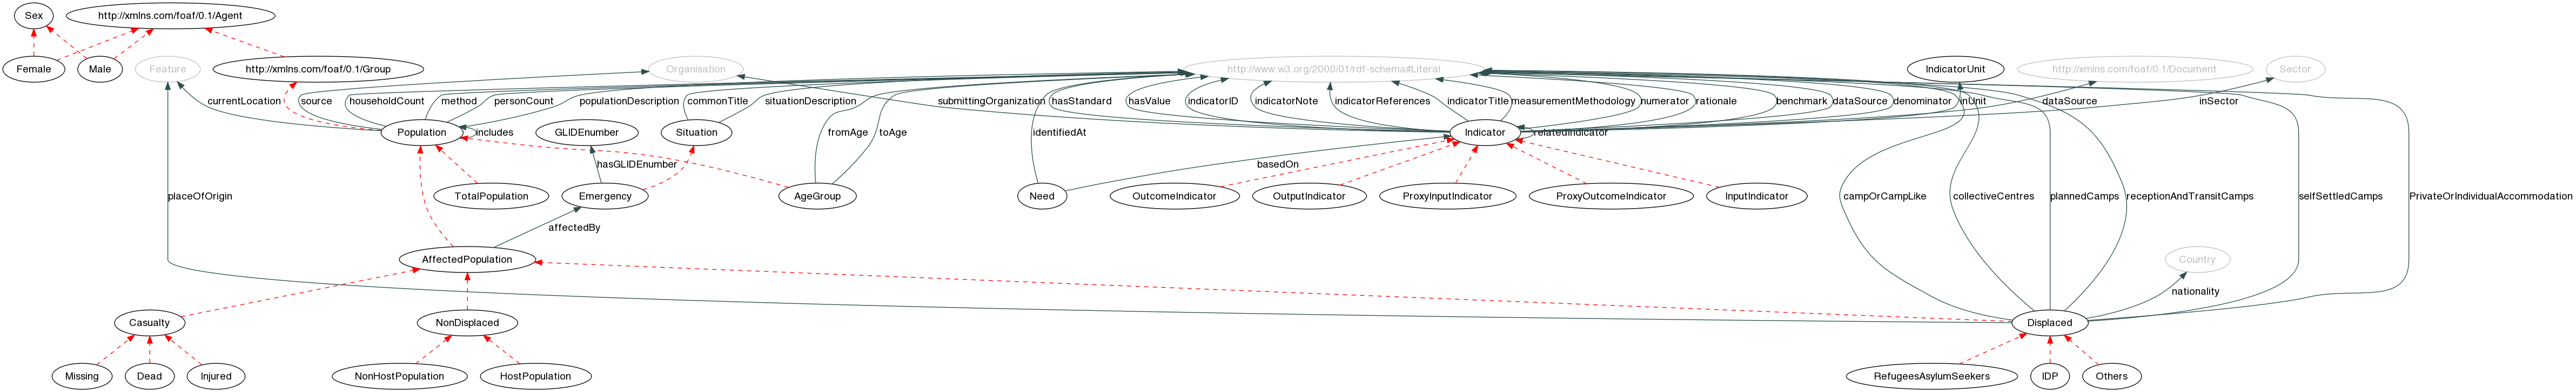 Sex
http://xmlns.com/foaf/0.1/Agent
Female
Male
Feature
http://xmlns.com/foaf/0.1/Group
Organisation
http://www.w3.org/2000/01/rdf-schema#Literal
IndicatorUnit
http://xmlns.com/foaf/0.1/Document
Sector
currentLocation
source
householdCount
method
personCount
populationDescription
commonTitle
situationDescription
submittingOrganization
hasStandard
hasValue
indicatorID
indicatorNote
indicatorReferences
indicatorTitle
measurementMethodology
numerator
rationale
benchmark
dataSource
denominator
inUnit
dataSource
inSector
Population
includes
GLIDEnumber
Situation
fromAge
toAge
identifiedAt
Indicator
relatedIndicator
hasGLIDEnumber
basedOn
placeOfOrigin
TotalPopulation
Emergency
AgeGroup
Need
OutcomeIndicator
OutputIndicator
ProxyInputIndicator
ProxyOutcomeIndicator
InputIndicator
campOrCampLike
collectiveCentres
plannedCamps
receptionAndTransitCamps
selfSettledCamps
PrivateOrIndividualAccommodation
affectedBy
AffectedPopulation
Country
nationality
Casualty
NonDisplaced
Displaced
Missing
Dead
Injured
NonHostPopulation
HostPopulation
RefugeesAsylumSeekers
IDP
Others